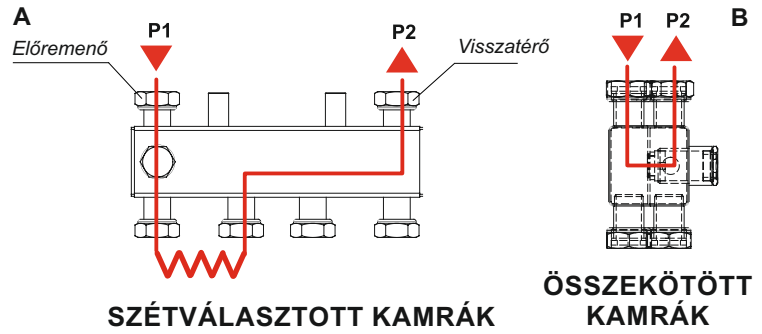 A
P1
P2
Előremenő
Visszatérő
SZÉTVÁLASZTOTT KAMRÁK
P1
P2
B
ÖSSZEKÖTÖTT
KAMRÁK